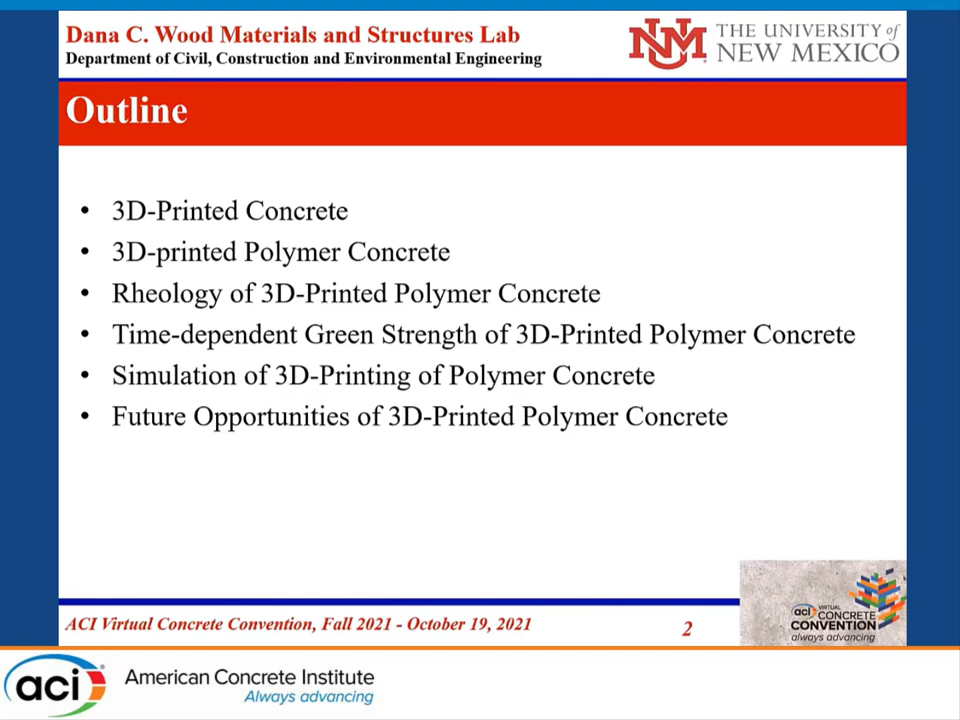 Dana C. Wood Materials and Structures Lab
Department of Civil, Construction and Environmental Engineering
UNM
THE UNIVERSITY of
NEW MEXICO
Outline
• 3D-Printed Concrete
• 3D-printed Polymer Concrete
• Rheology of 3D-Printed Polymer Concrete
• Time-dependent Green Strength of 3D-Printed Polymer Concrete
• Simulation of 3D-Printing of Polymer Concrete
• Future Opportunities of 3D-Printed Polymer Concrete
ACI Virtual Concrete Convention, Fall 2021 - October 19, 2021
2
aci VIRTUAL
CONCRETE
CONVENTION
always advancing
aci
American Concrete Institute
Always advancing